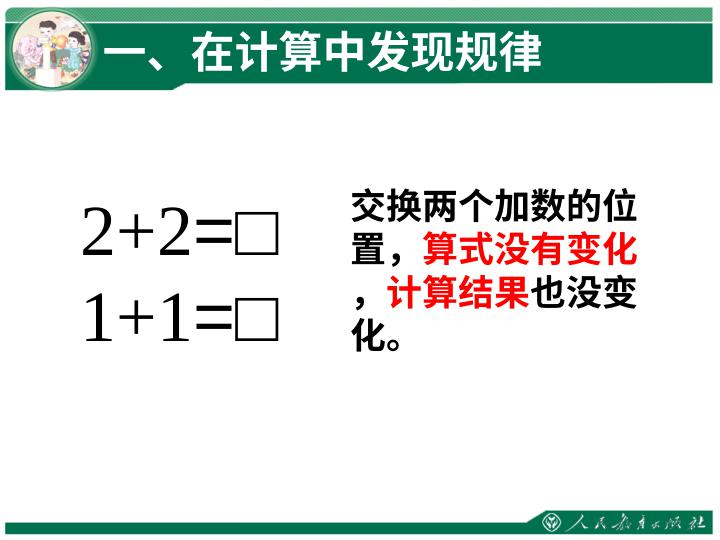 一、在计算中发现规律
2+2=□
1+1=□
交换两个加数的位
置，算式没有变化
，计算结果也没变
化。
人民教育出版社